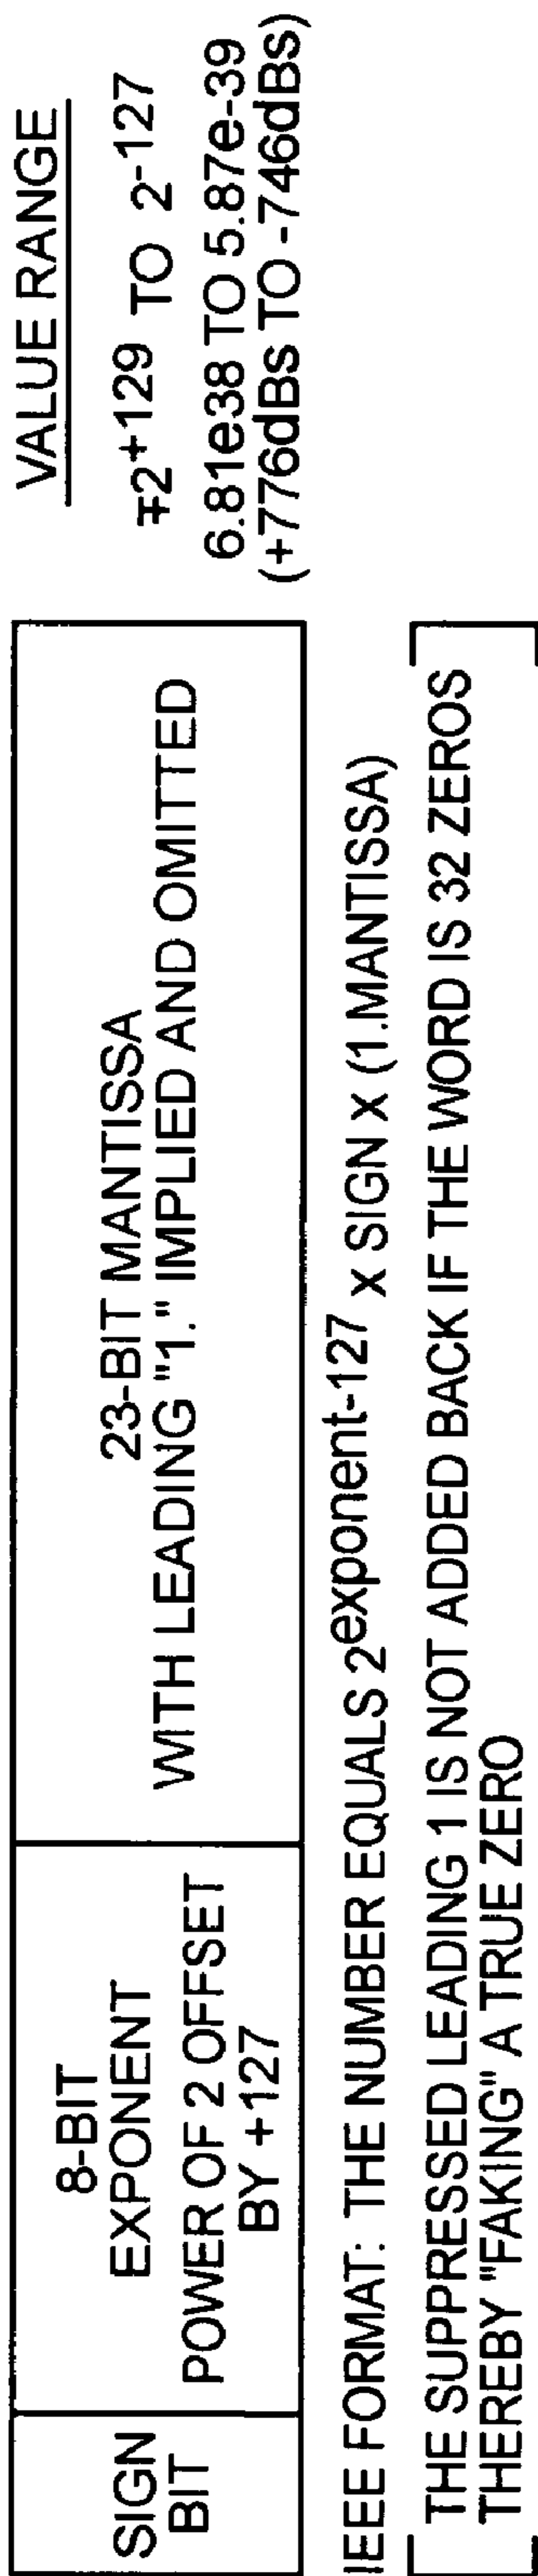 SIGN
BIT
8-BIT
EXPONENT
POWER OF 2 OFFSET
BY +127
23-BIT MANTISSA
WITH LEADING "1." IMPLIED AND OMITTED
VALUE RANGE
∓2+129 TO 2-127
6.81e38 TO 5.87e-39
(+776dBs TO -746dBs)
IEEE FORMAT: THE NUMBER EQUALS 2exponent-127 x SIGN x (1.MANTISSA)
THE SUPPRESSED LEADING 1 IS NOT ADDED BACK IF THE WORD IS 32 ZEROS
THEREBY "FAKING" A TRUE ZERO